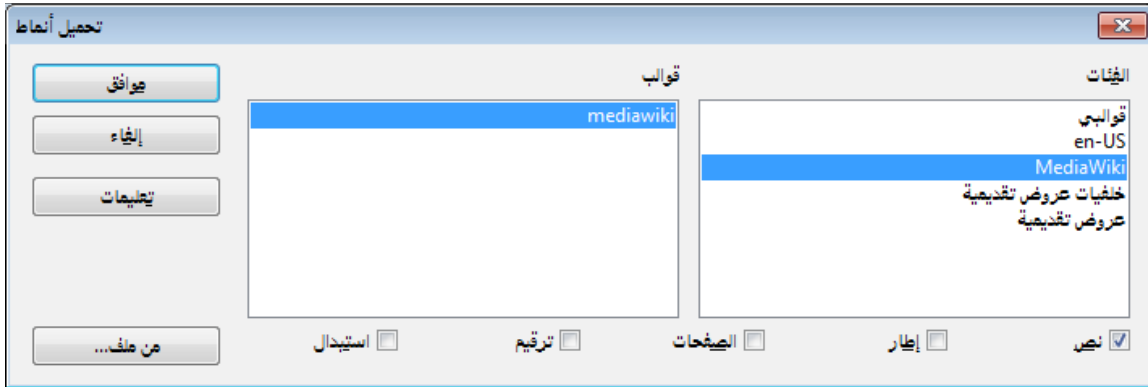 تحميل أنماط
الفئات
قوالبي
en-US
MediaWiki
خلفيات عروض تقديمية
عروض تقديمية
قوالب
mediawiki
موافق
إلغاء
تعليمات
نص إطار الصفحات ترقيم استبدال
من ملف...